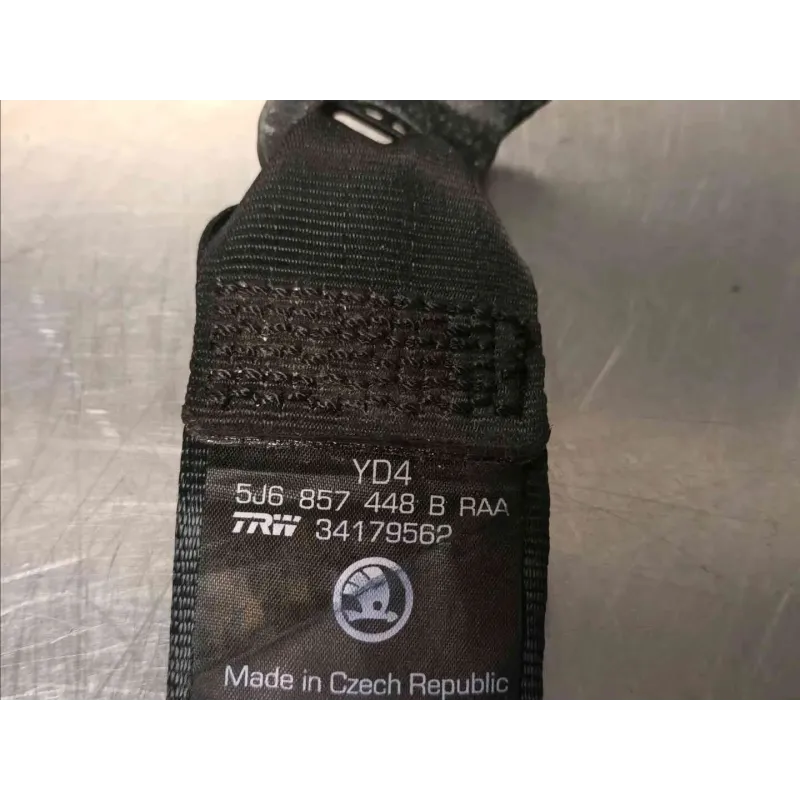 YD4
5J6 857 448 B RAA
TRW 34179562
Made in Czech Republic